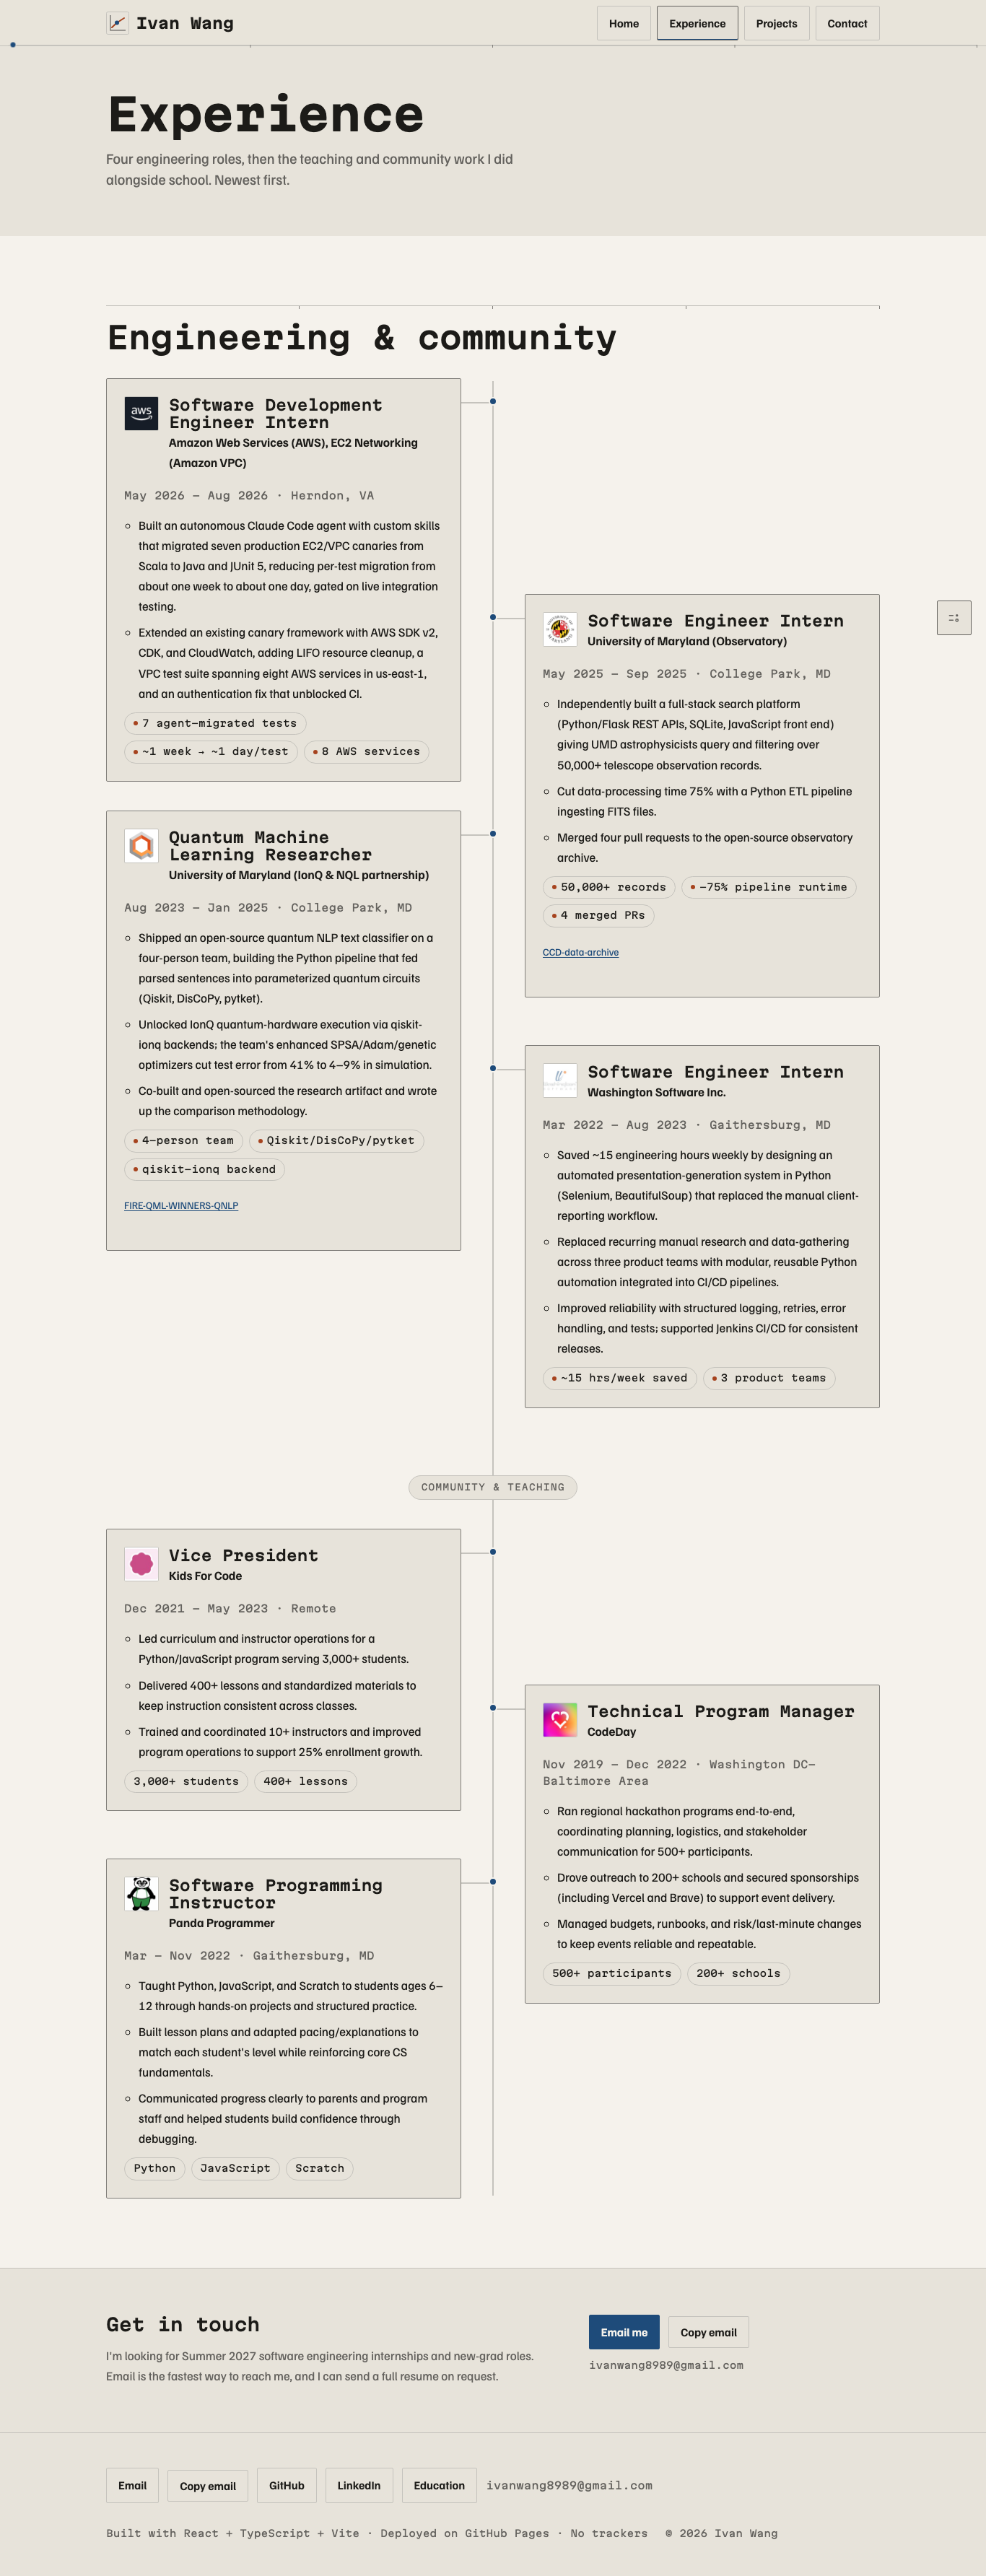 Ivan Wang
Home
Experience
Projects
Contact
Experience
Four engineering roles, then the teaching and community work I did
alongside school. Newest first.
Engineering & community
aws
Software Development
Engineer Intern
Amazon Web Services (AWS), EC2 Networking
(Amazon VPC)
May 2026 – Aug 2026 · Herndon, VA
Built an autonomous Claude Code agent with custom skills
that migrated seven production EC2/VPC canaries from
Scala to Java and JUnit 5, reducing per-test migration from
about one week to about one day, gated on live integration
testing.
Extended an existing canary framework with AWS SDK v2,
CDK, and CloudWatch, adding LIFO resource cleanup, a
VPC test suite spanning eight AWS services in us-east-1,
and an authentication fix that unblocked CI.
7 agent-migrated tests
~1 week → ~1 day/test
8 AWS services
Software Engineer Intern
University of Maryland (Observatory)
May 2025 – Sep 2025 · College Park, MD
Independently built a full-stack search platform
(Python/Flask REST APIs, SQLite, JavaScript front end)
giving UMD astrophysicists query and filtering over
50,000+ telescope observation records.
Cut data-processing time 75% with a Python ETL pipeline
ingesting FITS files.
Merged four pull requests to the open-source observatory
archive.
50,000+ records
−75% pipeline runtime
4 merged PRs
CCD-data-archive
Quantum Machine
Learning Researcher
University of Maryland (IonQ & NQL partnership)
Aug 2023 – Jan 2025 · College Park, MD
Shipped an open-source quantum NLP text classifier on a
four-person team, building the Python pipeline that fed
parsed sentences into parameterized quantum circuits
(Qiskit, DisCoPy, pytket).
Unlocked IonQ quantum-hardware execution via qiskit-
ionq backends; the team's enhanced SPSA/Adam/genetic
optimizers cut test error from 41% to 4–9% in simulation.
Co-built and open-sourced the research artifact and wrote
up the comparison methodology.
4-person team
Qiskit/DisCoPy/pytket
qiskit-ionq backend
FIRE-QML-WINNERS-QNLP
Software Engineer Intern
Washington Software Inc.
Mar 2022 – Aug 2023 · Gaithersburg, MD
Saved ~15 engineering hours weekly by designing an
automated presentation-generation system in Python
(Selenium, BeautifulSoup) that replaced the manual client-
reporting workflow.
Replaced recurring manual research and data-gathering
across three product teams with modular, reusable Python
automation integrated into CI/CD pipelines.
Improved reliability with structured logging, retries, error
handling, and tests; supported Jenkins CI/CD for consistent
releases.
~15 hrs/week saved
3 product teams
COMMUNITY & TEACHING
Vice President
Kids For Code
Dec 2021 – May 2023 · Remote
Led curriculum and instructor operations for a
Python/JavaScript program serving 3,000+ students.
Delivered 400+ lessons and standardized materials to
keep instruction consistent across classes.
Trained and coordinated 10+ instructors and improved
program operations to support 25% enrollment growth.
3,000+ students
400+ lessons
Technical Program Manager
CodeDay
Nov 2019 – Dec 2022 · Washington DC–
Baltimore Area
Ran regional hackathon programs end-to-end,
coordinating planning, logistics, and stakeholder
communication for 500+ participants.
Drove outreach to 200+ schools and secured sponsorships
(including Vercel and Brave) to support event delivery.
Managed budgets, runbooks, and risk/last-minute changes
to keep events reliable and repeatable.
500+ participants
200+ schools
Software Programming
Instructor
Panda Programmer
Mar – Nov 2022 · Gaithersburg, MD
Taught Python, JavaScript, and Scratch to students ages 6–
12 through hands-on projects and structured practice.
Built lesson plans and adapted pacing/explanations to
match each student's level while reinforcing core CS
fundamentals.
Communicated progress clearly to parents and program
staff and helped students build confidence through
debugging.
Python
JavaScript
Scratch
Get in touch
I'm looking for Summer 2027 software engineering internships and new-grad roles.
Email is the fastest way to reach me, and I can send a full resume on request.
Email me
Copy email
ivanwang8989@gmail.com
Email
Copy email
GitHub
LinkedIn
Education
ivanwang8989@gmail.com
Built with React + TypeScript + Vite · Deployed on GitHub Pages · No trackers
© 2026 Ivan Wang